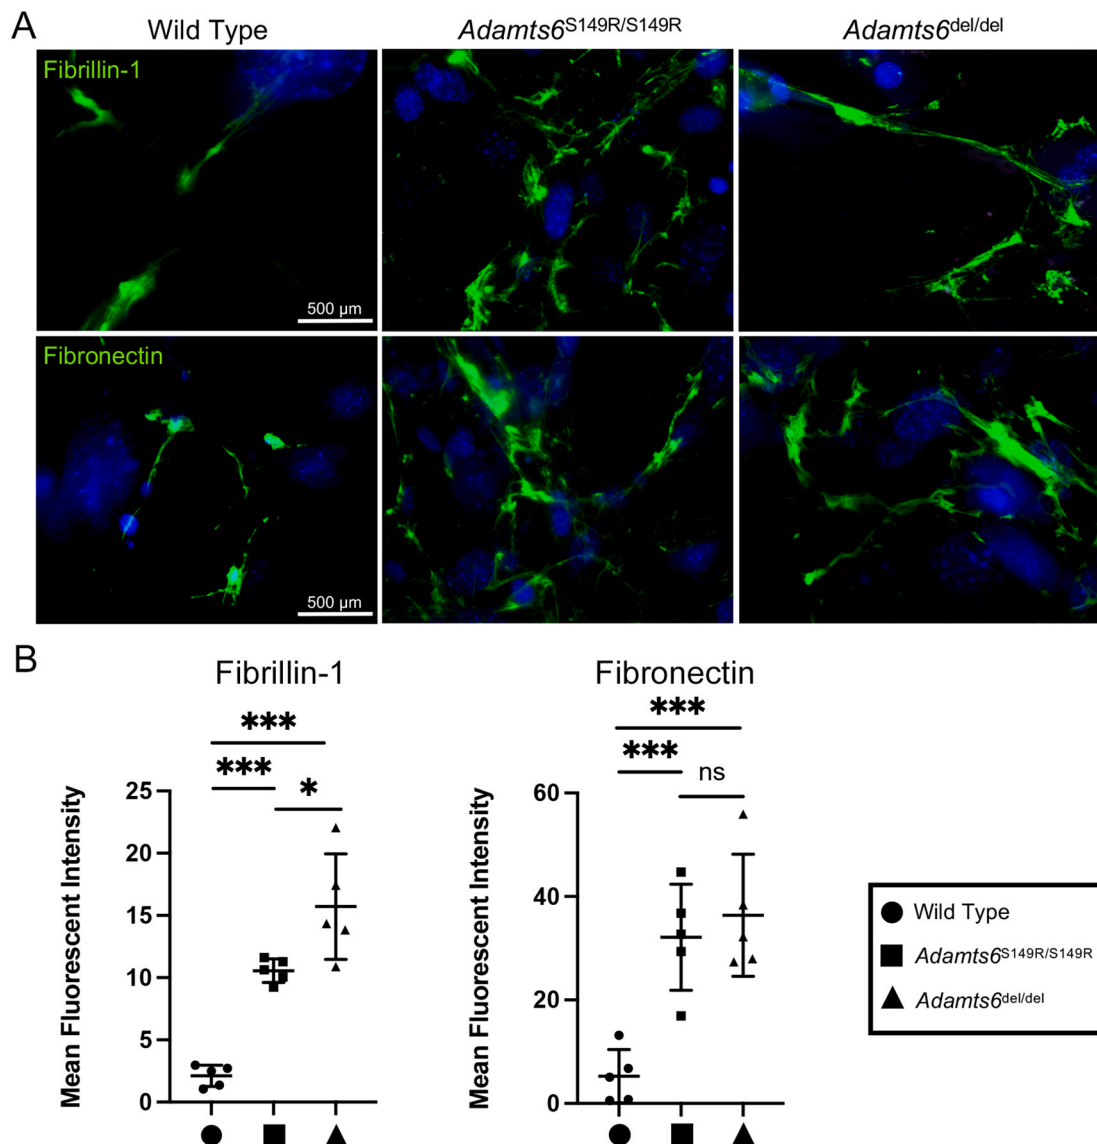 A
Wild Type
Adamts6S149R/S149R
Adamts6del/del
Fibrillin-1
500 µm
Fibronectin
500 µm
B
Fibrillin-1
***
***
*
Mean Fluorescent Intensity
25
20
15
10
5
0
Fibronectin
***
***
ns
Mean Fluorescent Intensity
60
40
20
0
Wild Type
Adamts6S149R/S149R
Adamts6del/del